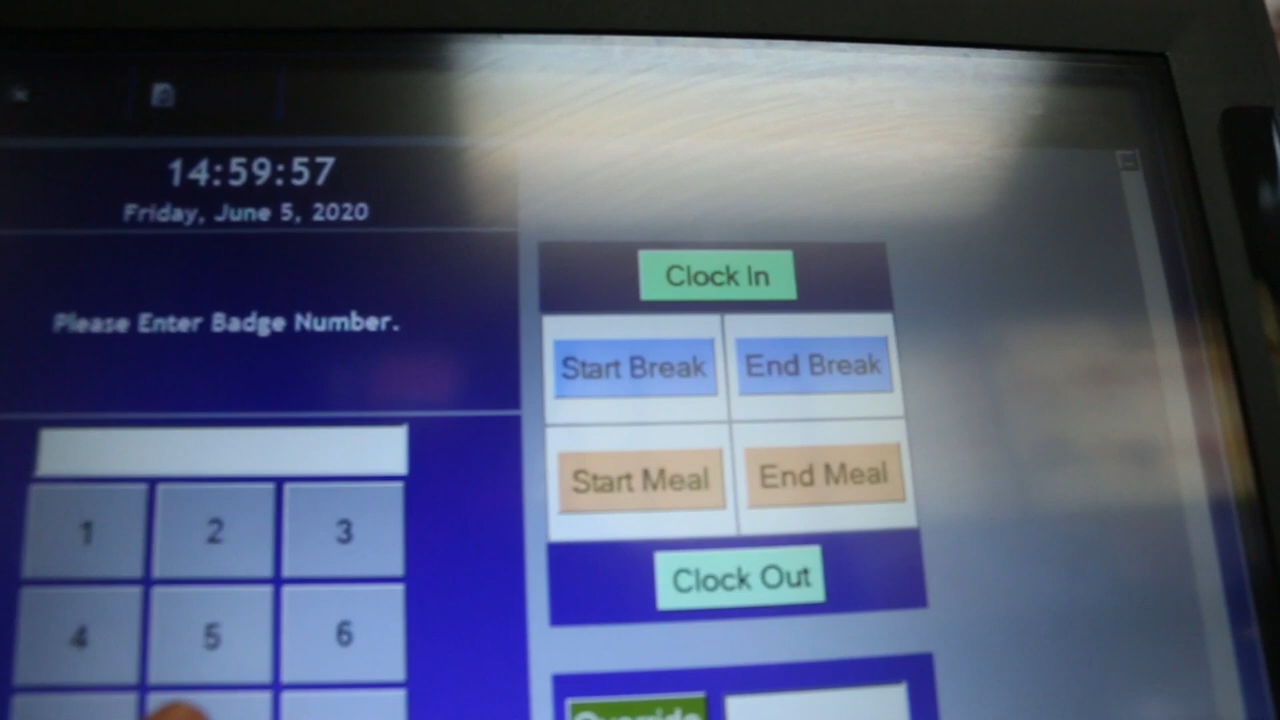 14:59:57
Friday, June 5, 2020
Please Enter Badge Number.
Clock In
Start Break End Break
Start Meal End Meal
Clock Out
1 2 3
4 5 6
Override